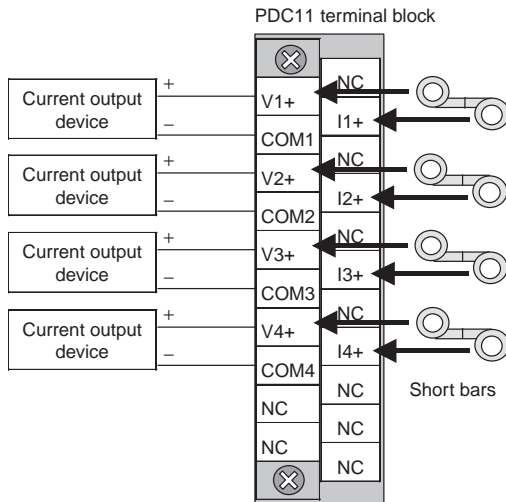 PDC11 terminal block
NC
Current output
device
+
−
V1+
I1+
COM1
NC
Current output
device
+
−
V2+
I2+
COM2
NC
Current output
device
+
−
V3+
I3+
COM3
NC
Current output
device
+
−
V4+
I4+
COM4
NC
Short bars
NC
NC
NC
NC